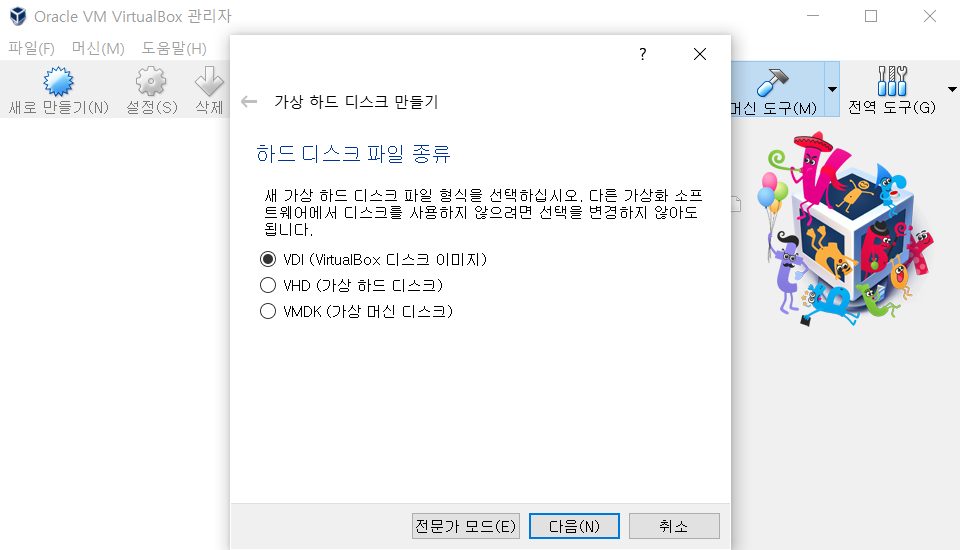 Oracle VM VirtualBox 관리자
파일(F) 머신(M) 도움말(H)
새로 만들기(N) 설정(S) 삭제
머신 도구(M) 전역 도구(G)
?
가상 하드 디스크 만들기
하드 디스크 파일 종류
새 가상 하드 디스크 파일 형식을 선택하십시오. 다른 가상화 소프
트웨어에서 디스크를 사용하지 않으려면 선택을 변경하지 않아도
됩니다.
VDI (VirtualBox 디스크 이미지)
VHD (가상 하드 디스크)
VMDK (가상 머신 디스크)
전문가 모드(E) 다음(N) 취소